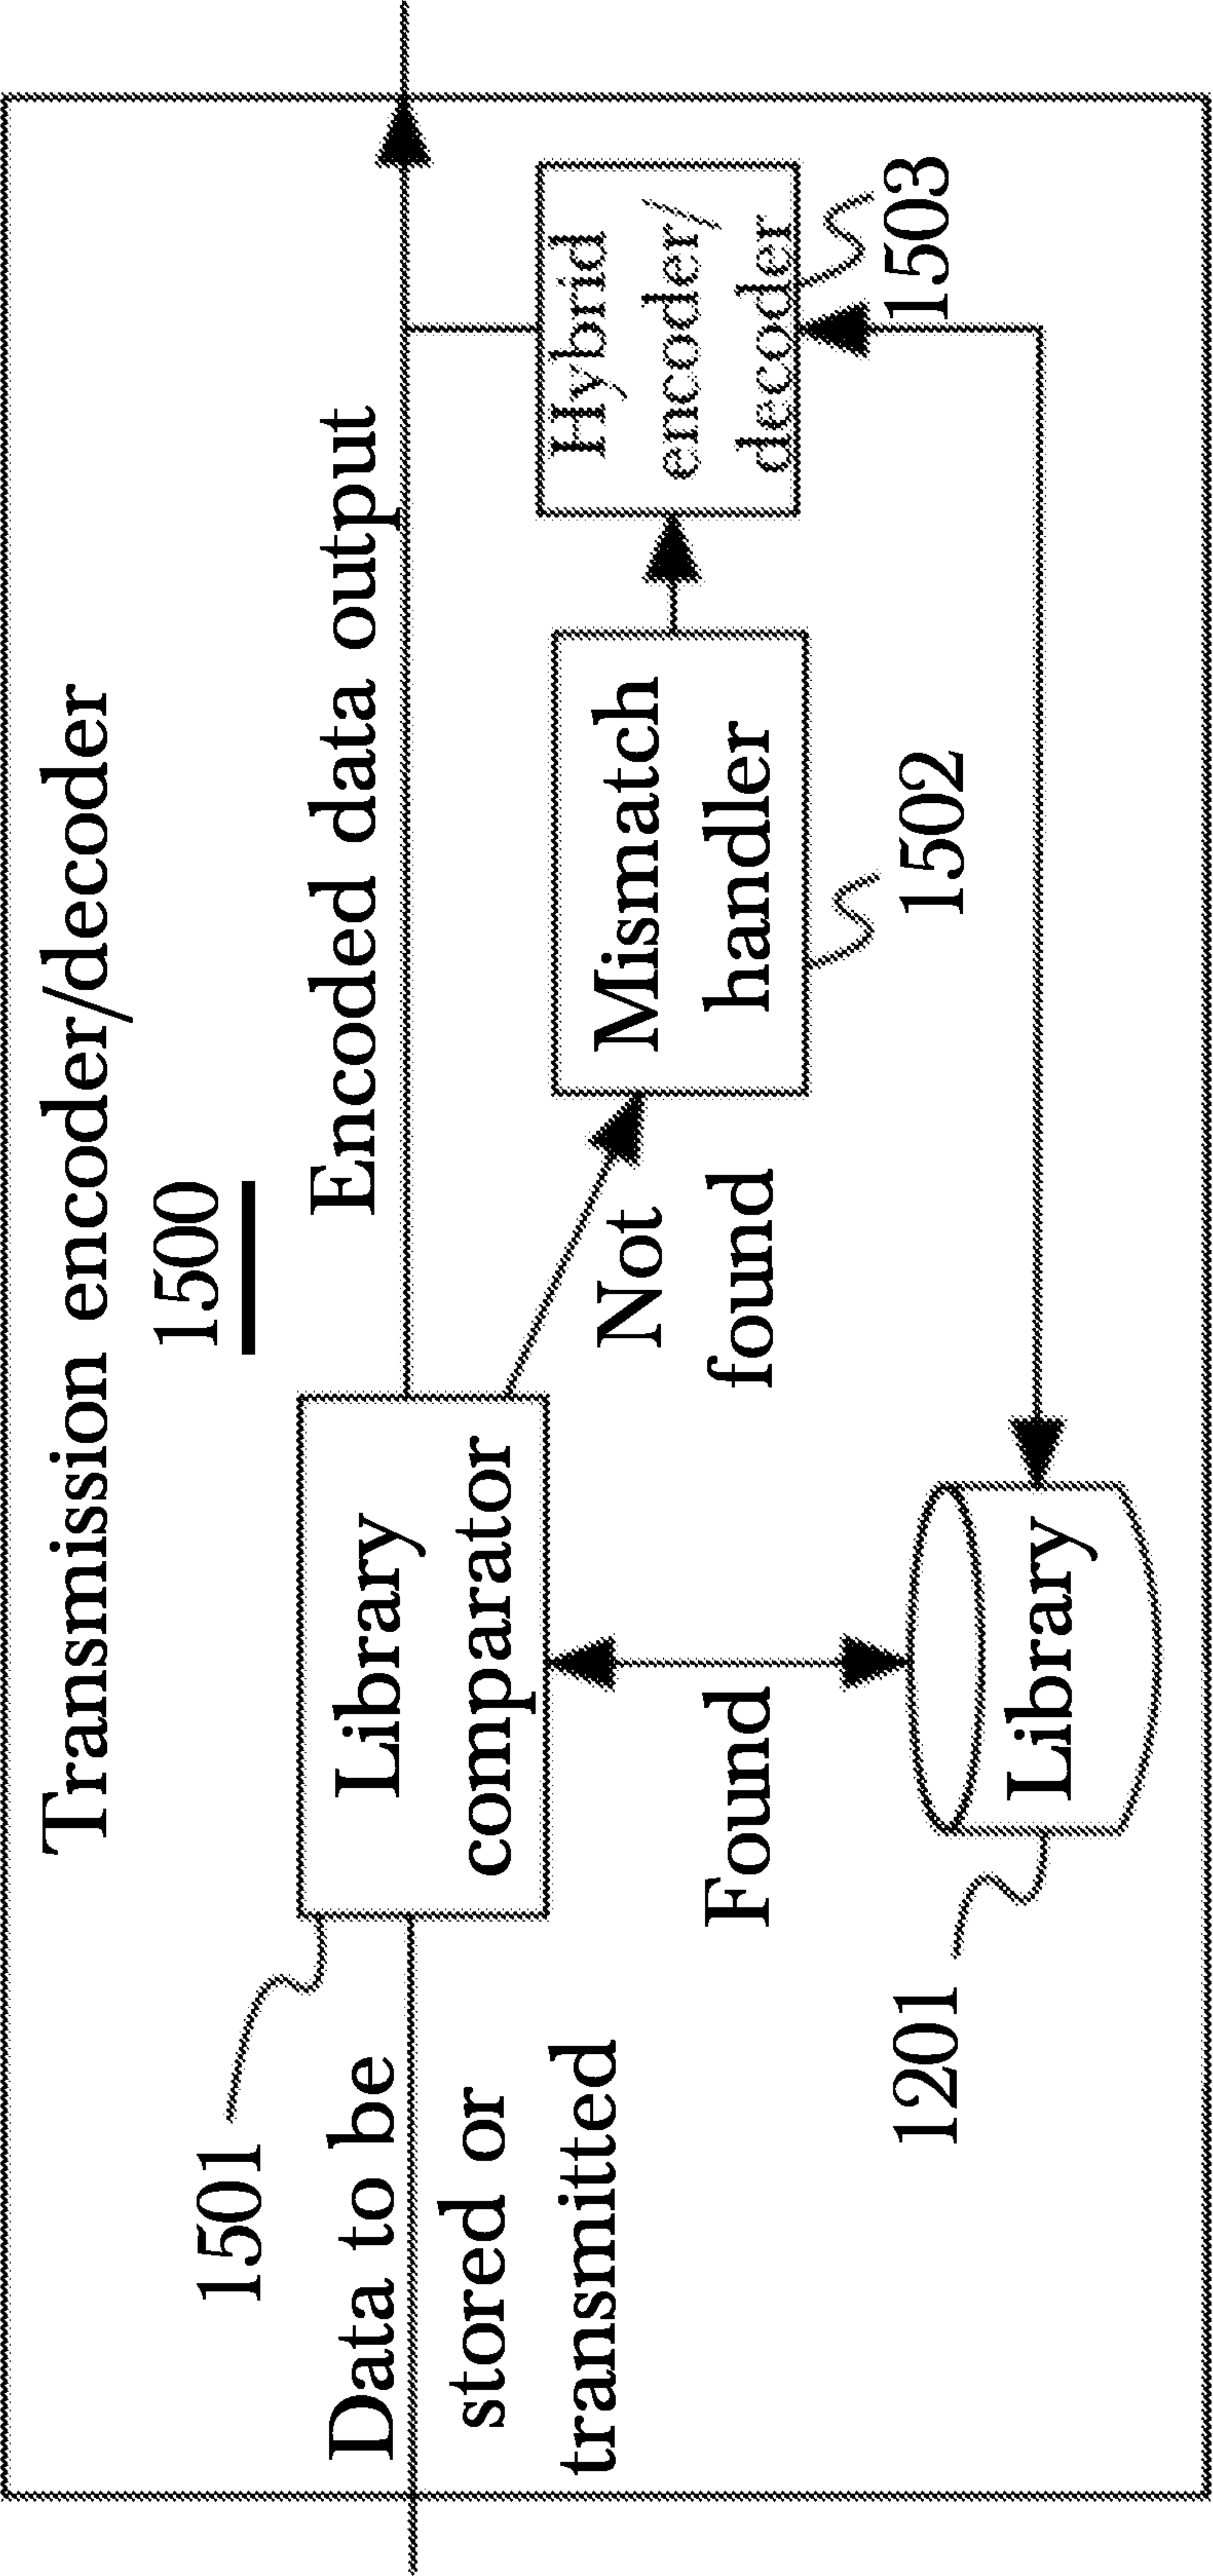 Transmission encoder/decoder
1500
1501
Data to be
stored or
transmitted
Library
comparator
Encoded data output
Not
found
Mismatch
handler
1502
Hybrid
encoder/
decoder
1503
Found
1201
Library